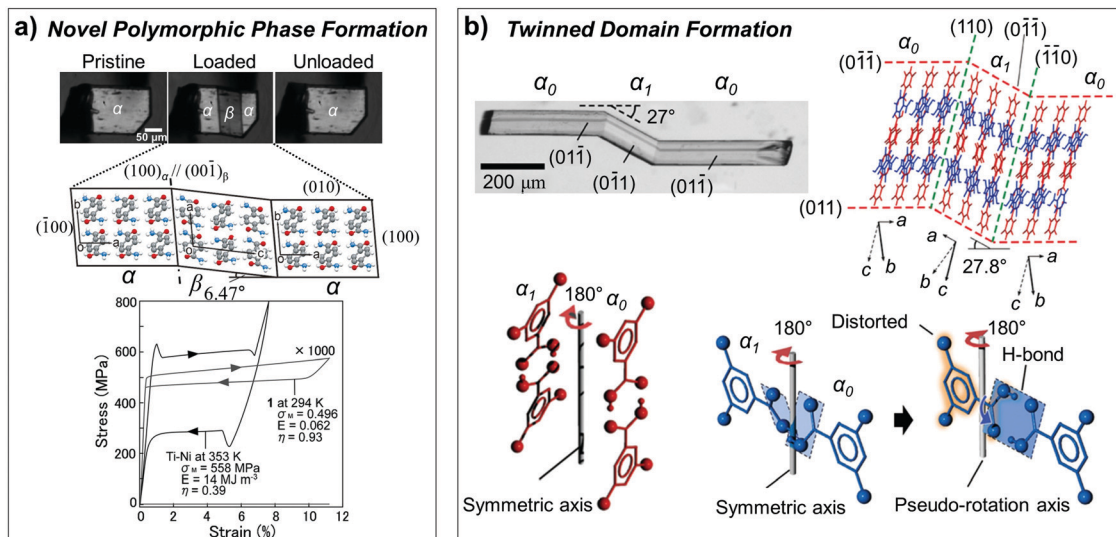 a) Novel Polymorphic Phase Formation
Pristine
Loaded
Unloaded
α
α
β
α
α
50 μm
(100)α // (001̄)β
(010)
(1̄00)
(100)
b
o
a
a
o
c
b
o
a
α
β
6.47°
α
Stress (MPa)
800
600
400
200
0
× 1000
1 at 294 K
σM = 0.496
E = 0.062
η = 0.93
Ti-Ni at 353 K
σM = 558 MPa
E = 14 MJ m-3
η = 0.39
0 2 4 6 8 10 12
Strain (%)
b) Twinned Domain Formation
α0
α1
α0
27°
(011̄)
(01̄1)
(011̄)
200 μm
(110)
(01̄1̄)
α0
α1
(1̄1̄0)
α0
(01̄1̄)
(011)
a
c
b
a
b
c
a
c
b
27.8°
α1
180°
α0
Symmetric axis
α1
180°
α0
Symmetric axis
Distorted
180°
H-bond
Pseudo-rotation axis